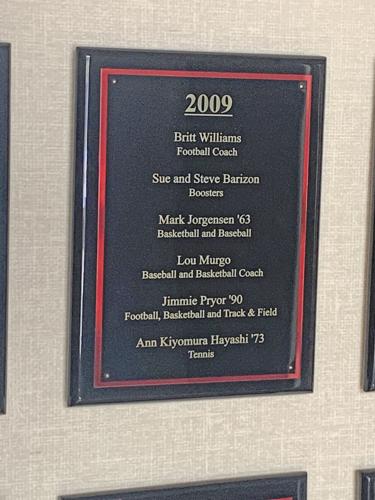 2009
Britt Williams
Football Coach
Sue and Steve Barizon
Boosters
Mark Jorgensen '63
Basketball and Baseball
Lou Murgo
Baseball and Basketball Coach
Jimmie Pryor '90
Football, Basketball and Track & Field
Ann Kiyomura Hayashi '73
Tennis